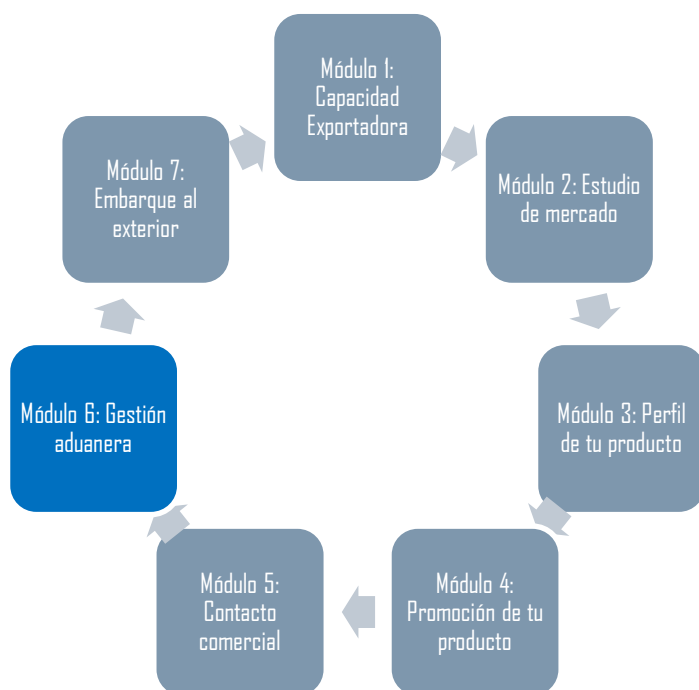 Módulo 1:
Capacidad
Exportadora
Módulo 2: Estudio
de mercado
Módulo 3: Perfil
de tu producto
Módulo 4:
Promoción de tu
producto
Módulo 5:
Contacto
comercial
Módulo 6: Gestión
aduanera
Módulo 7:
Embarque al
exterior